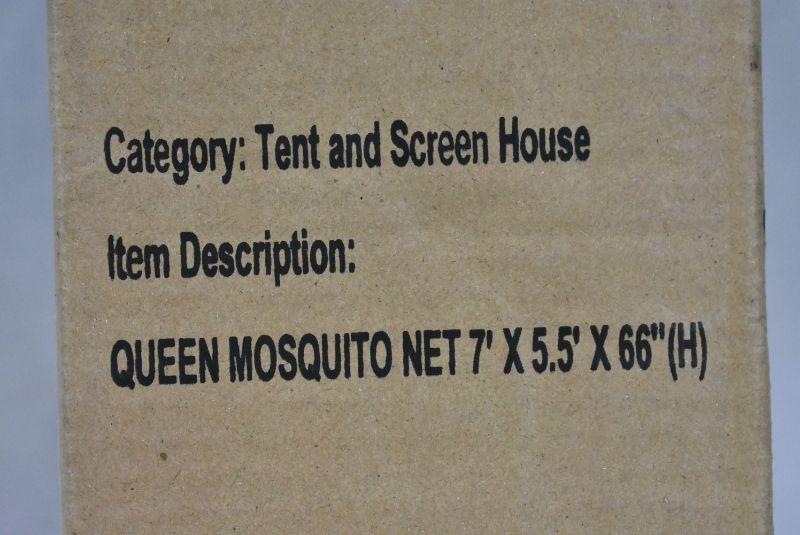 Category: Tent and Screen House
Item Description:
QUEEN MOSQUITO NET 7' X 5.5' X 66"(H)